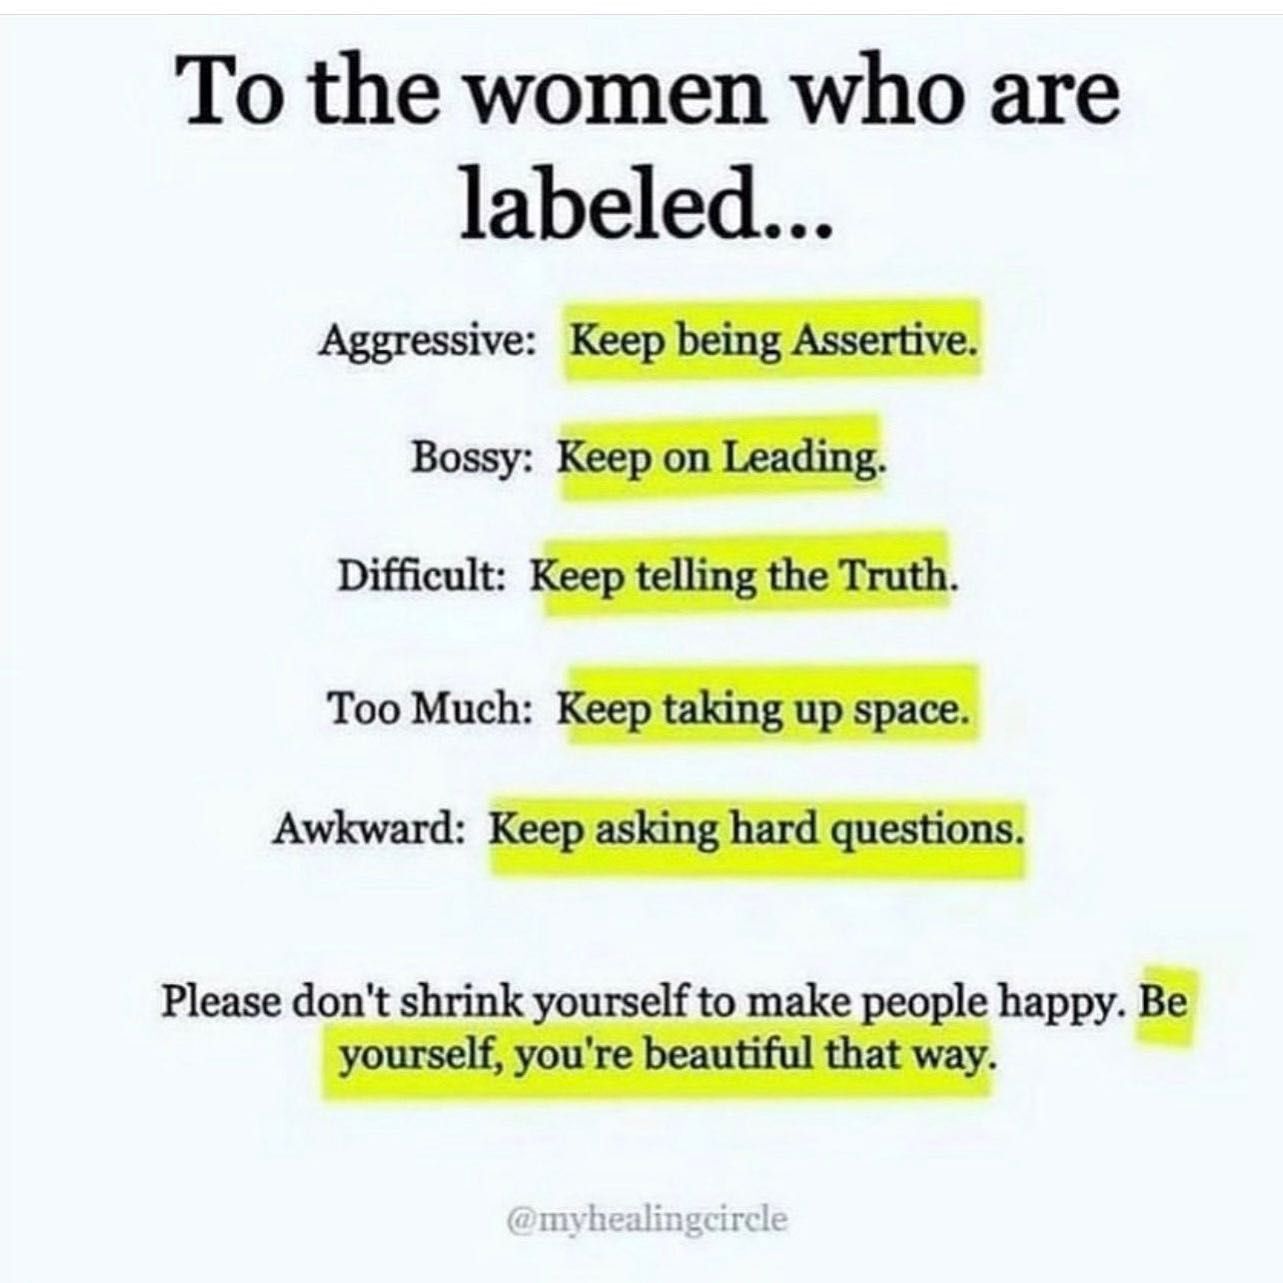 To the women who are
labeled...
Aggressive: Keep being Assertive.
Bossy: Keep on Leading.
Difficult: Keep telling the Truth.
Too Much: Keep taking up space.
Awkward: Keep asking hard questions.
Please don't shrink yourself to make people happy. Be
yourself, you're beautiful that way.
@myhealingcircle